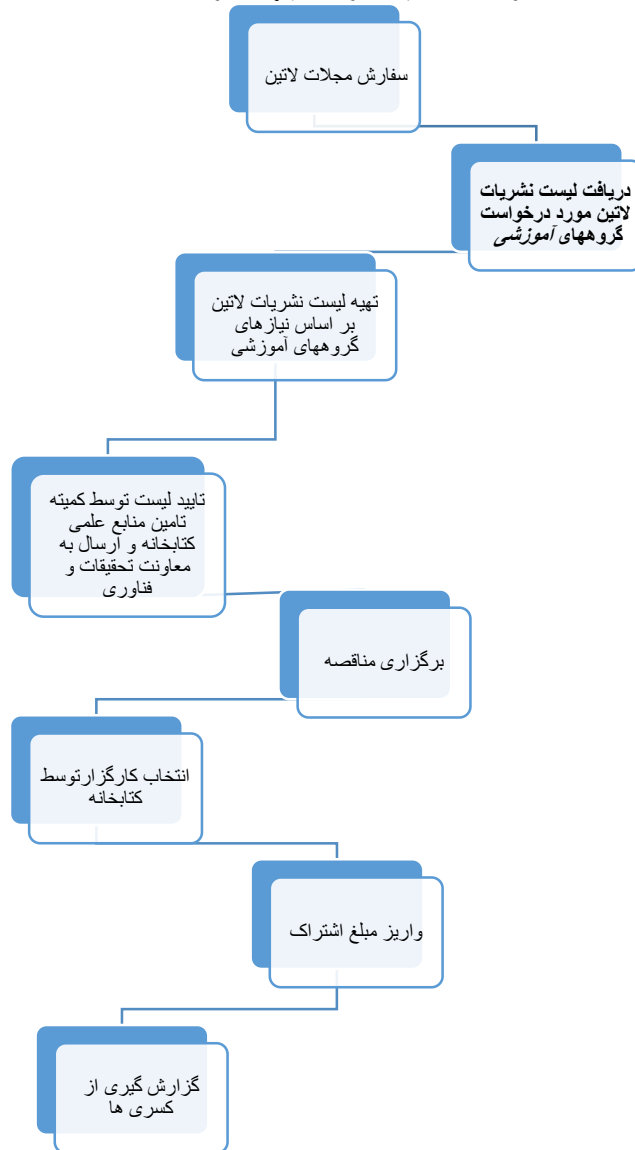 سفارش مجلات لاتین
دریافت لیست نشریات
لاتین مورد درخواست
گروههای آموزشی
تهیه لیست نشریات لاتین
بر اساس نیازهای
گروههای آموزشی
تایید لیست توسط کمیته
تامین منابع علمی
کتابخانه و ارسال به
معاونت تحقیقات و
فناوری
برگزاری مناقصه
انتخاب کارگزارتوسط
کتابخانه
واریز مبلغ اشتراک
گزارش گیری از
کسری ها